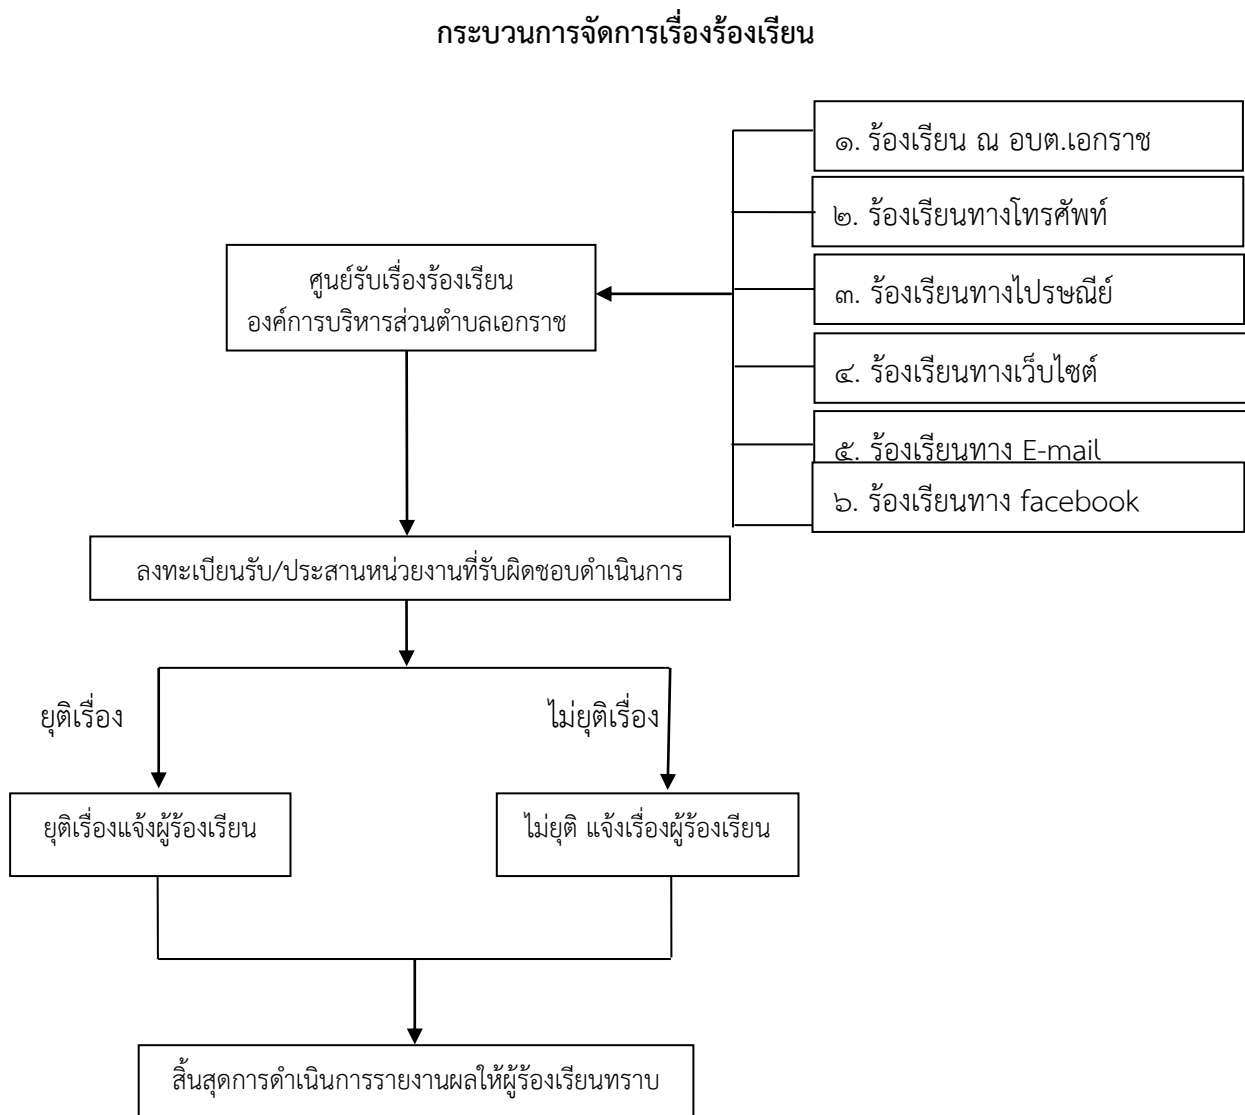 กระบวนการจัดการเรื่องร้องเรียน
๑. ร้องเรียน ณ อบต.เอกราช
๒. ร้องเรียนทางโทรศัพท์
๓. ร้องเรียนทางไปรษณีย์
๔. ร้องเรียนทางเว็บไซต์
๕. ร้องเรียนทาง E-mail
๖. ร้องเรียนทาง facebook
ศูนย์รับเรื่องร้องเรียน
องค์การบริหารส่วนตำบลเอกราช
ลงทะเบียนรับ/ประสานหน่วยงานที่รับผิดชอบดำเนินการ
ยุติเรื่อง
ไม่ยุติเรื่อง
ยุติเรื่องแจ้งผู้ร้องเรียน
ไม่ยุติ แจ้งเรื่องผู้ร้องเรียน
สิ้นสุดการดำเนินการรายงานผลให้ผู้ร้องเรียนทราบ